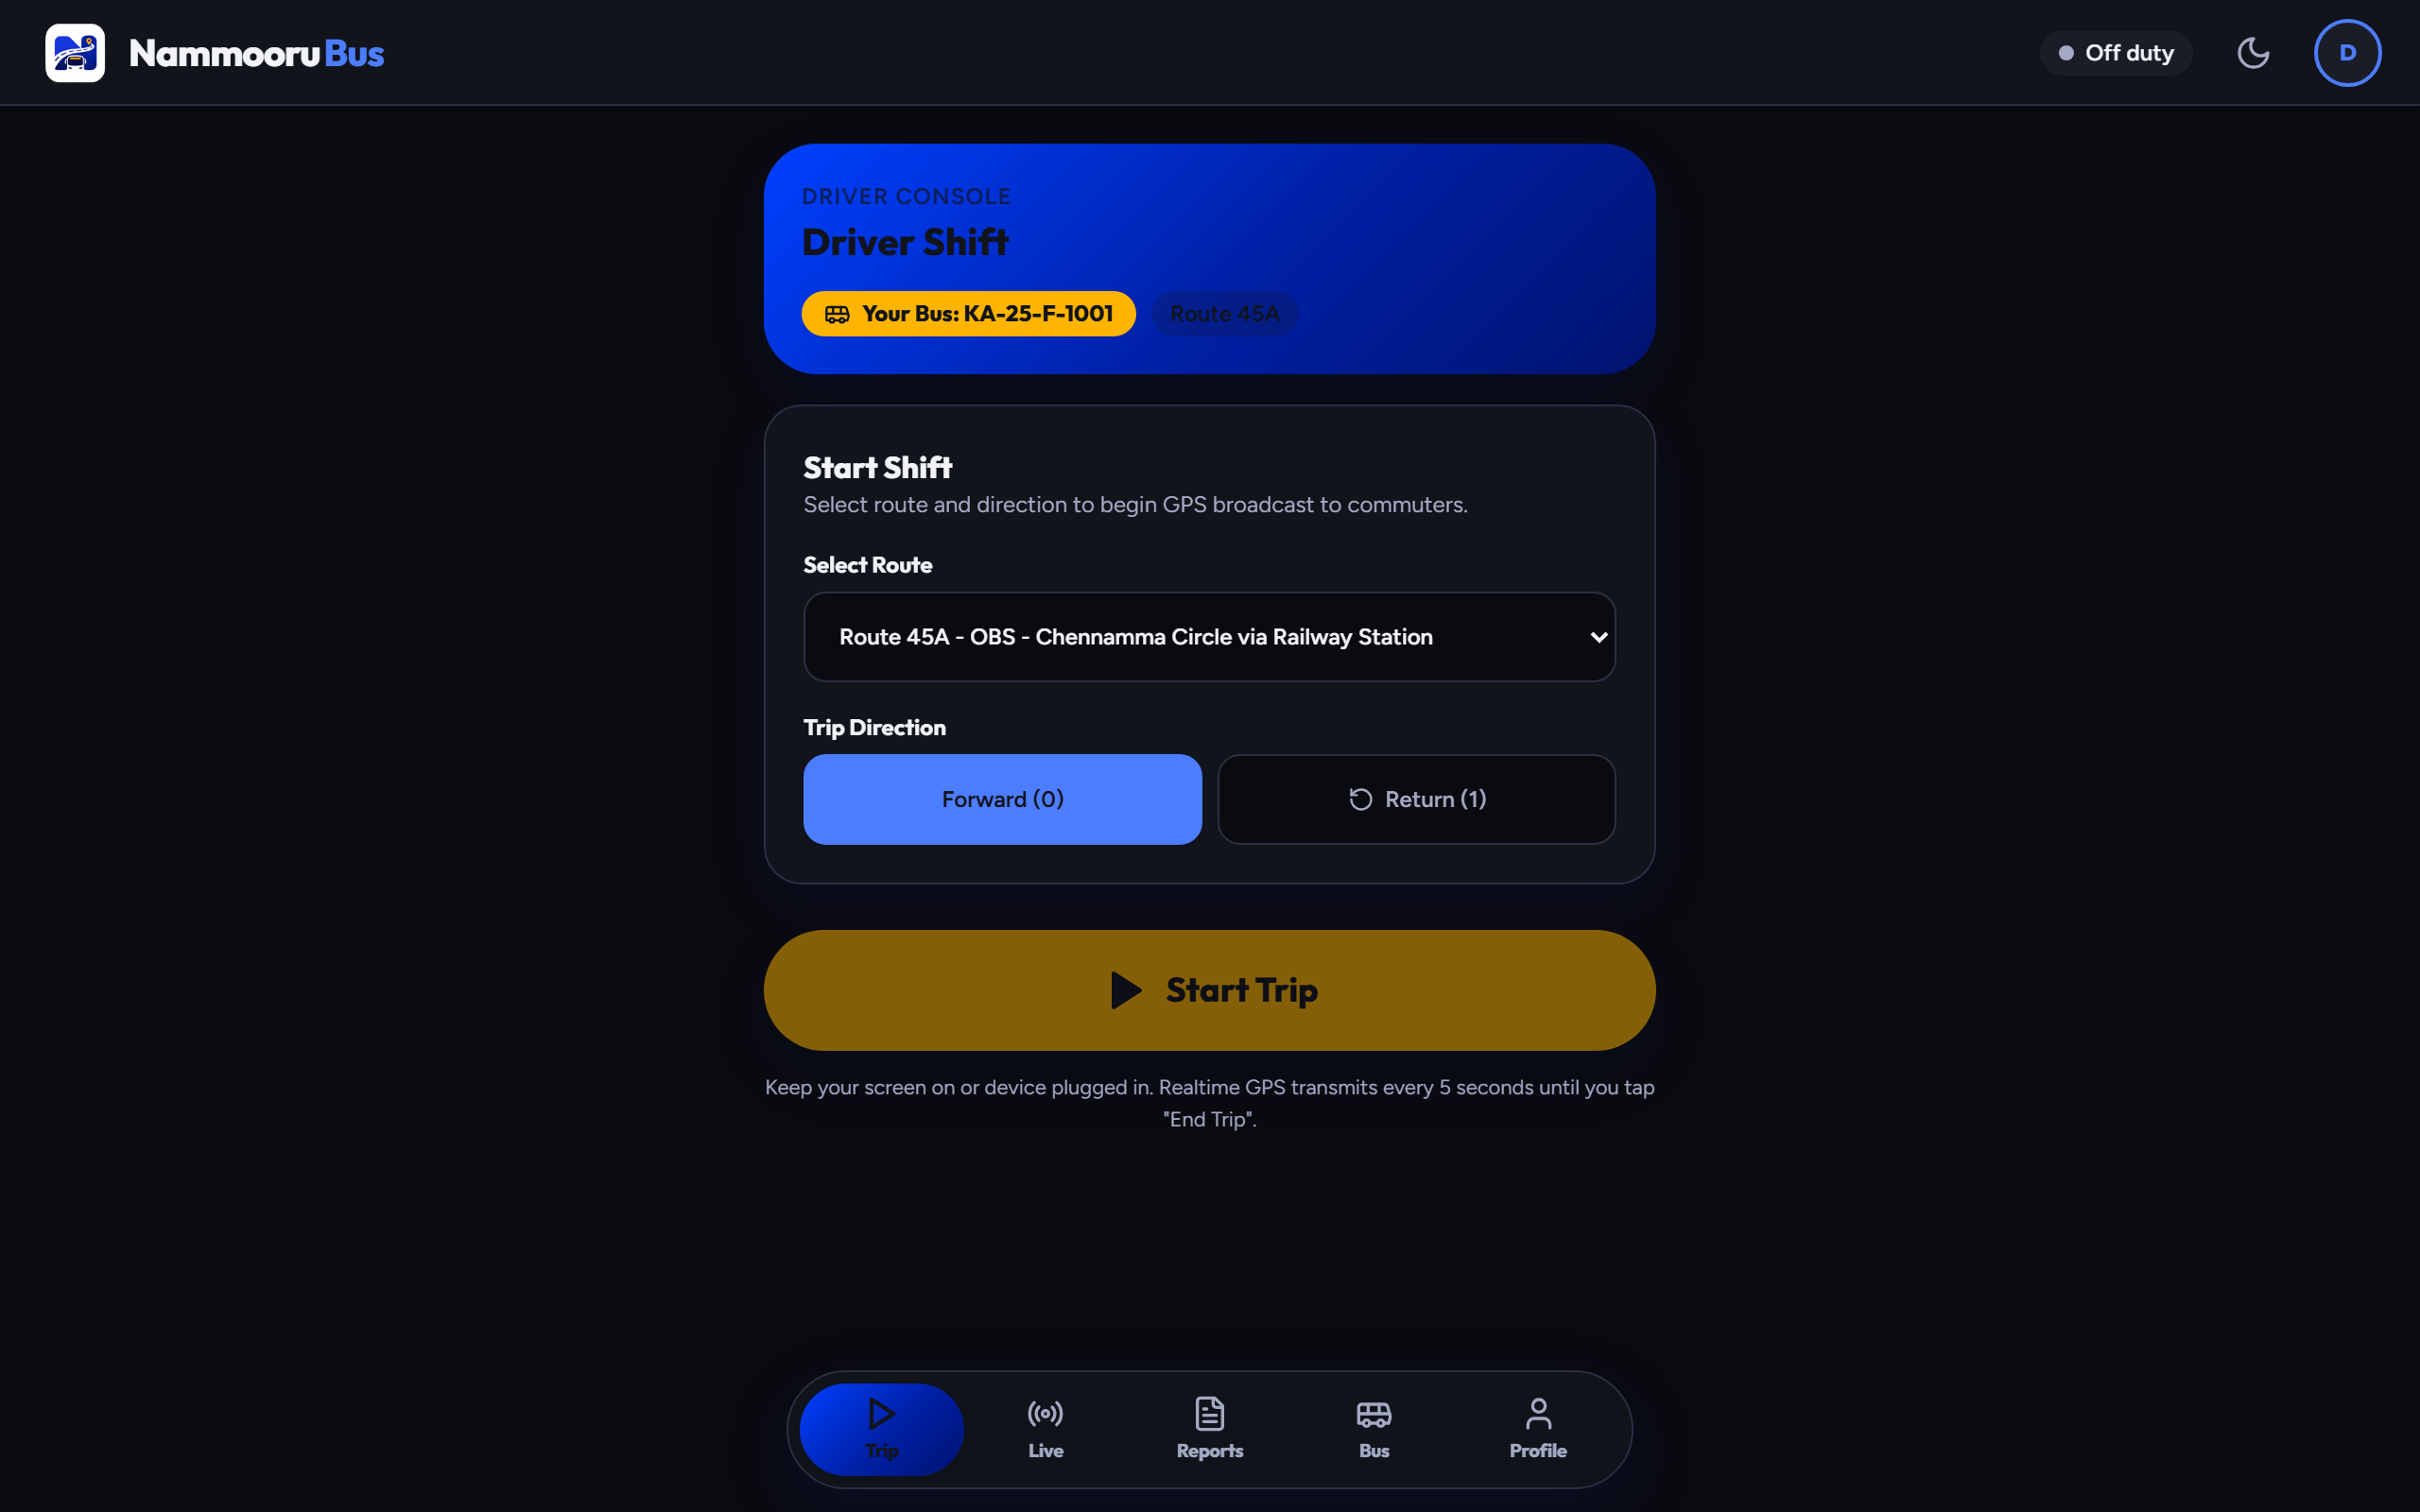 Nammooru Bus
Off duty
D
DRIVER CONSOLE
Driver Shift
Your Bus: KA-25-F-1001
Route 45A
Start Shift
Select route and direction to begin GPS broadcast to commuters.
Select Route
Route 45A - OBS - Chennamma Circle via Railway Station
Trip Direction
Forward (0)
Return (1)
Start Trip
Keep your screen on or device plugged in. Realtime GPS transmits every 5 seconds until you tap
"End Trip".
Trip
Live
Reports
Bus
Profile